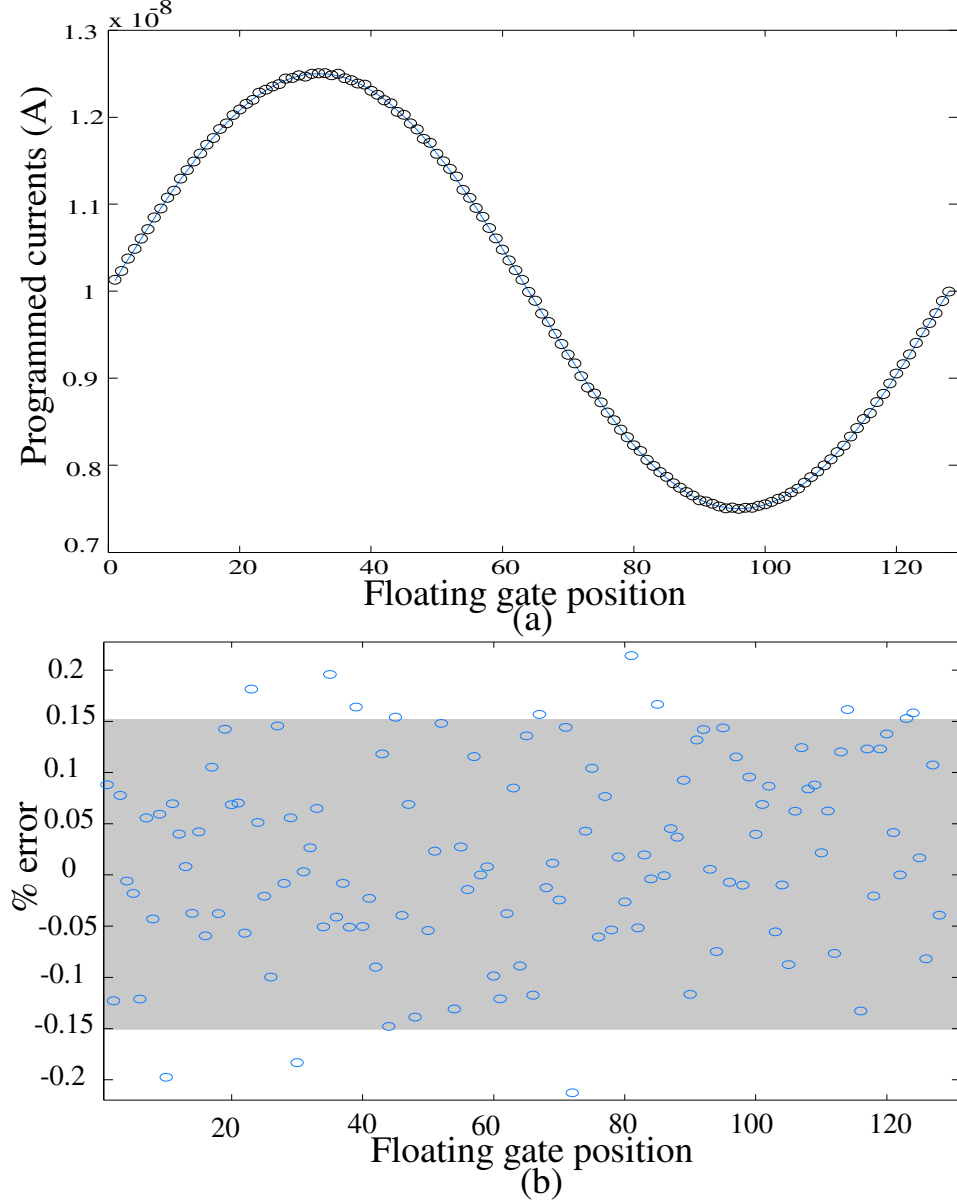 x 10-8
1.3
1.2
1.1
1
0.9
0.8
0.7
Programmed currents (A)
0 20 40 60 80 100 120
Floating gate position
(a)
0.2
0.15
0.1
0.05
0
-0.05
-0.1
-0.15
-0.2
% error
20 40 60 80 100 120
Floating gate position
(b)